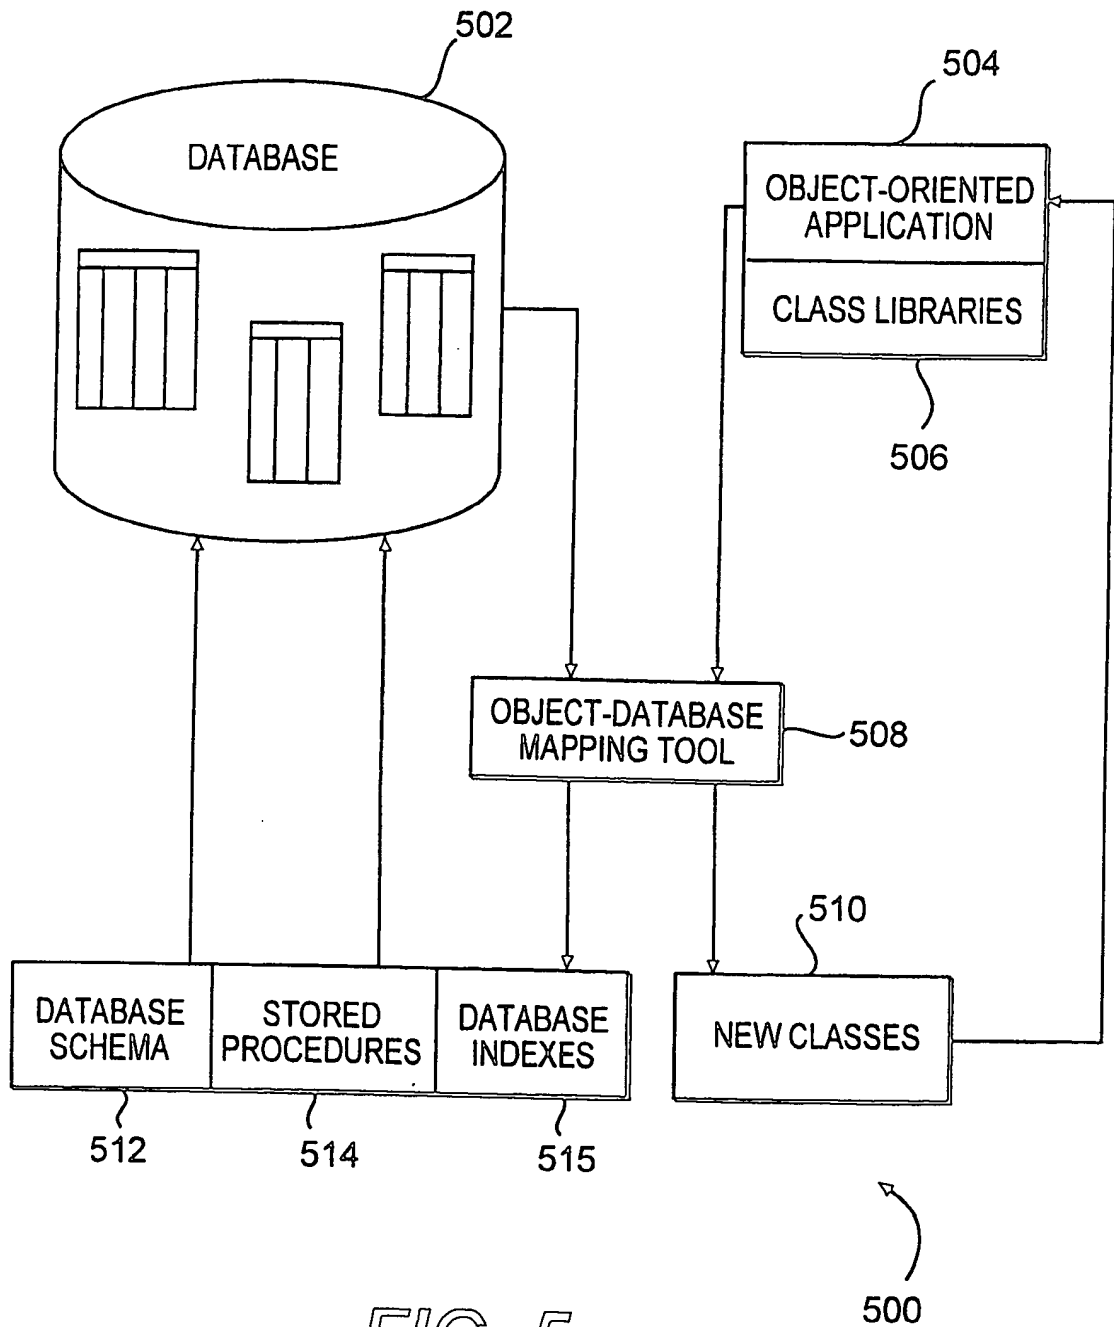 502
504
DATABASE
OBJECT-ORIENTED
APPLICATION
CLASS LIBRARIES
506
OBJECT-DATABASE
MAPPING TOOL
508
510
DATABASE
SCHEMA
STORED
PROCEDURES
DATABASE
INDEXES
NEW CLASSES
512
514
515
500
FIG. 5